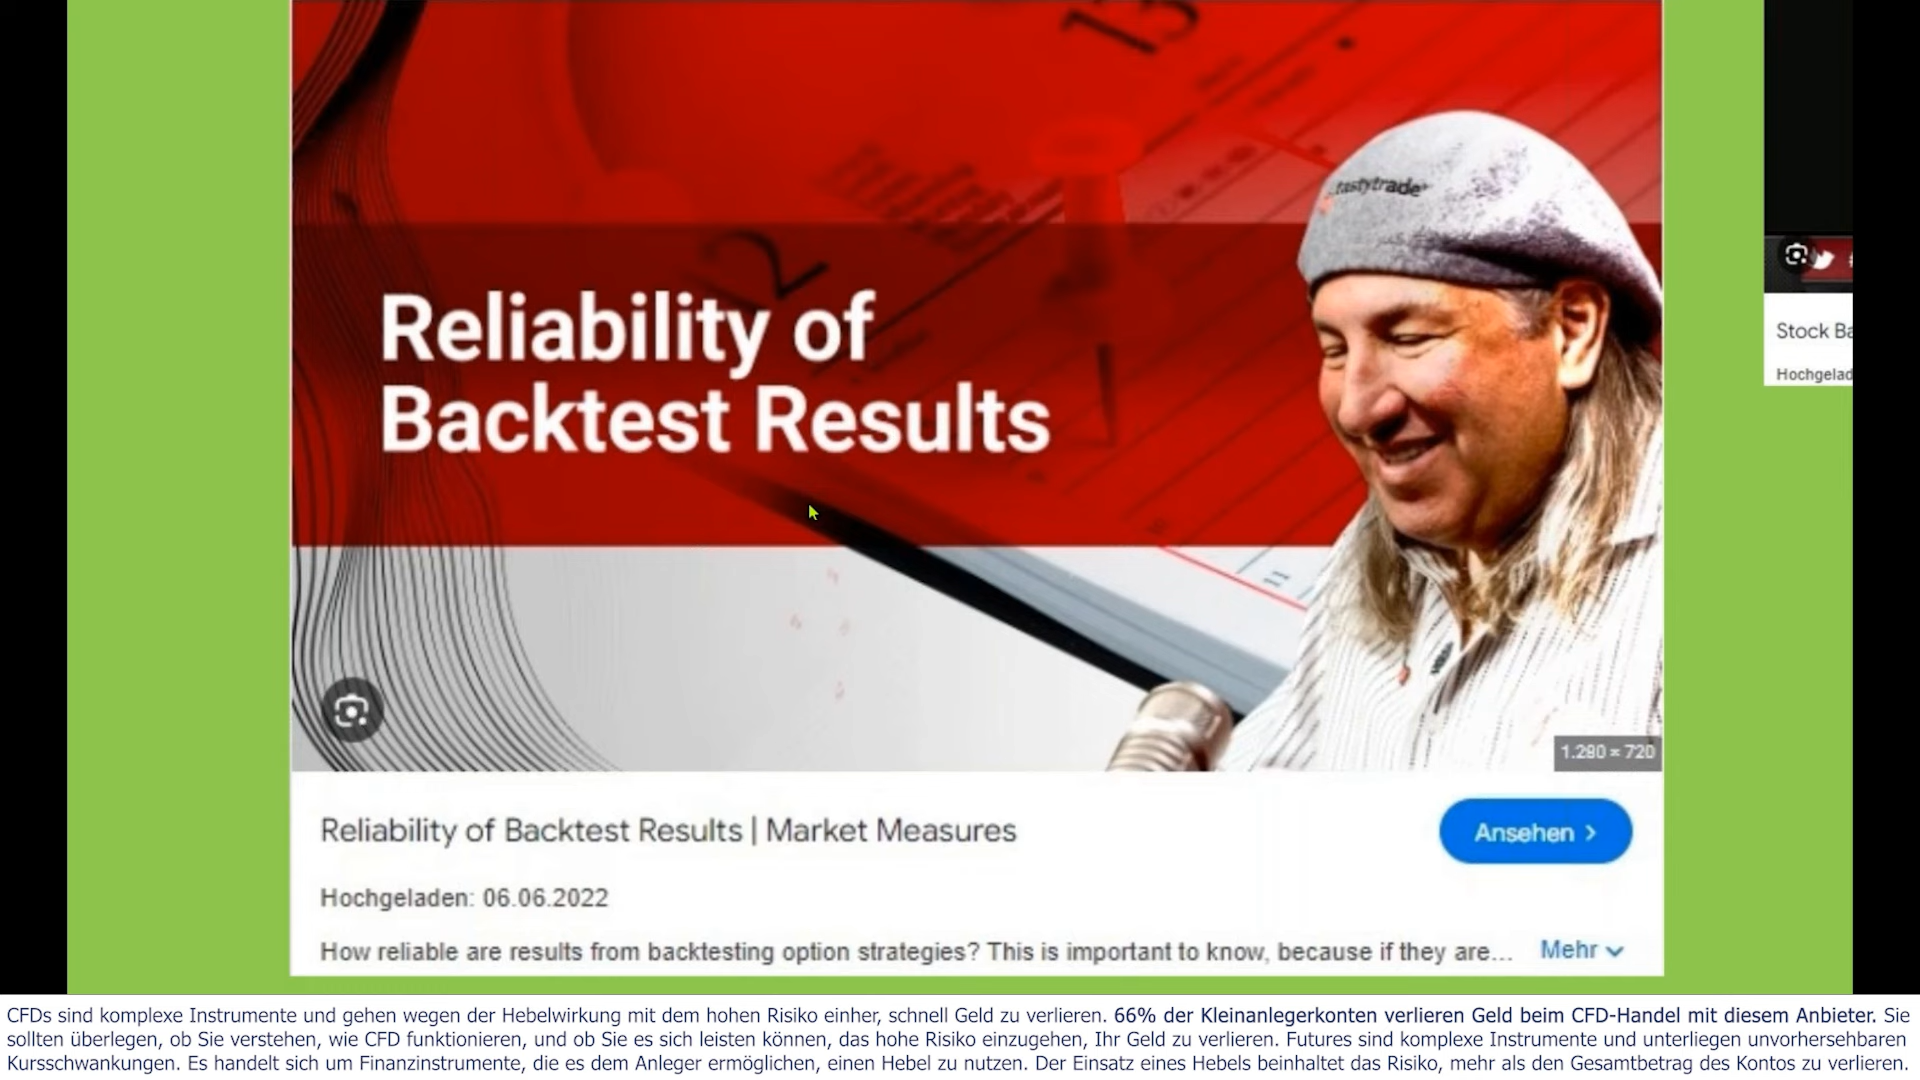 13
12
tastytrade
Reliability of
Backtest Results
11
1.280 × 720
Stock Ba
Hochgelad
Reliability of Backtest Results | Market Measures
Ansehen >
Hochgeladen: 06.06.2022
How reliable are results from backtesting option strategies? This is important to know, because if they are... Mehr
CFDs sind komplexe Instrumente und gehen wegen der Hebelwirkung mit dem hohen Risiko einher, schnell Geld zu verlieren. 66% der Kleinanlegerkonten verlieren Geld beim CFD-Handel mit diesem Anbieter. Sie
sollten überlegen, ob Sie verstehen, wie CFD funktionieren, und ob Sie es sich leisten können, das hohe Risiko einzugehen, Ihr Geld zu verlieren. Futures sind komplexe Instrumente und unterliegen unvorhersehbaren
Kursschwankungen. Es handelt sich um Finanzinstrumente, die es dem Anleger ermöglichen, einen Hebel zu nutzen. Der Einsatz eines Hebels beinhaltet das Risiko, mehr als den Gesamtbetrag des Kontos zu verlieren.